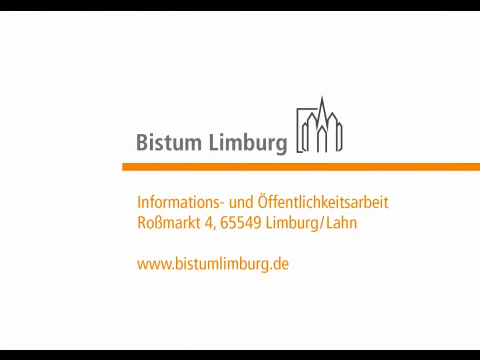 Bistum Limburg
Informations- und Öffentlichkeitsarbeit
Roßmarkt 4, 65549 Limburg/Lahn
www.bistumlimburg.de